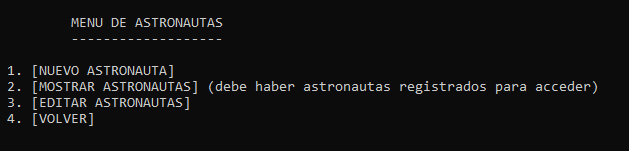 MENU DE ASTRONAUTAS
-------------------
1. [NUEVO ASTRONAUTA]
2. [MOSTRAR ASTRONAUTAS] (debe haber astronautas registrados para acceder)
3. [EDITAR ASTRONAUTAS]
4. [VOLVER]